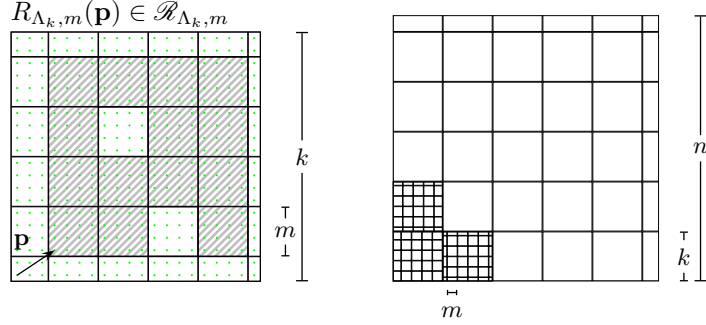 R_{Λ_k,m}(𝐩) ∈ ℛ_{Λ_k,m}
k
n
𝐩
m
k
m